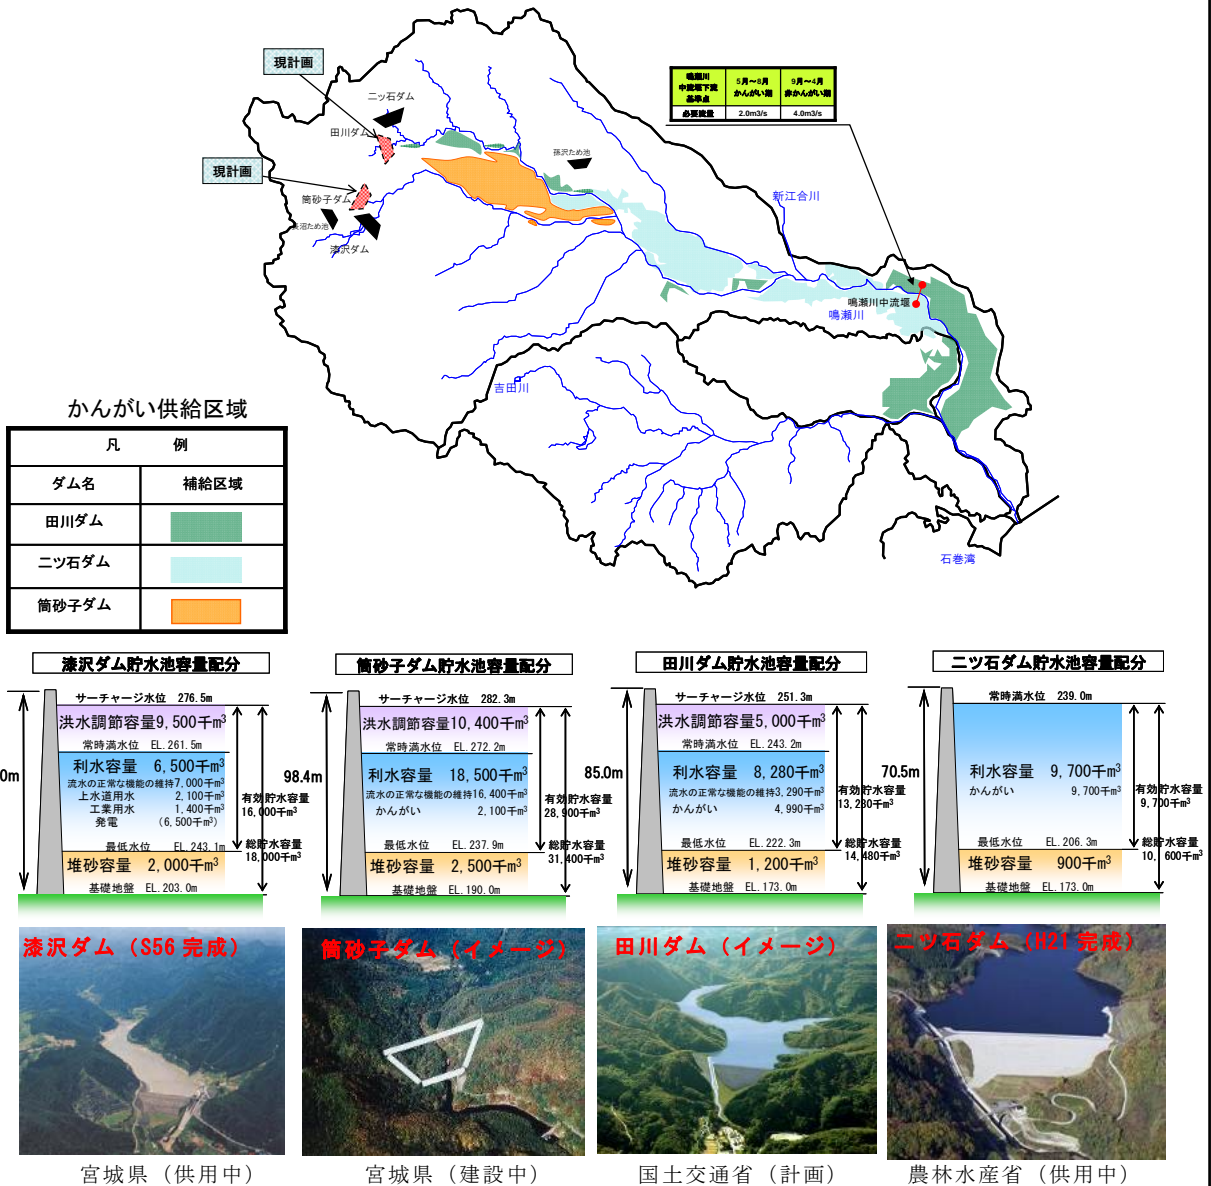 現計画
二ツ石ダム
田川ダム
現計画
筒砂子ダム
漆沢ダム
孫沢ため池
新江合川
鳴瀬川
中流堰下流
基準点
5月～8月
かんがい期
9月～4月
非かんがい期
必要流量
2.0m3/s
4.0m3/s
鳴瀬川中流堰
鳴瀬川
吉田川
石巻湾
かんがい供給区域
凡 例
ダム名 補給区域
田川ダム
二ツ石ダム
筒砂子ダム
漆沢ダム貯水池容量配分
サーチャージ水位 276.5m
洪水調節容量9,500千m³
常時満水位 EL.261.5m
利水容量 6,500千m³
流水の正常な機能の維持7,000千m³
上水道用水 2,100千m³
工業用水 1,400千m³
発電 (6,500千m³)
最低水位 EL.243.1m
堆砂容量 2,000千m³
基礎地盤 EL.203.0m
0m
有効貯水容量
16,000千m³
総貯水容量
18,000千m³
筒砂子ダム貯水池容量配分
サーチャージ水位 282.3m
洪水調節容量10,400千m³
常時満水位 EL.272.2m
利水容量 18,500千m³
流水の正常な機能の維持16,400千m³
かんがい 2,100千m³
最低水位 EL.237.9m
堆砂容量 2,500千m³
基礎地盤 EL.190.0m
98.4m
有効貯水容量
28,900千m³
総貯水容量
31,400千m³
田川ダム貯水池容量配分
サーチャージ水位 251.3m
洪水調節容量5,000千m³
常時満水位 EL.243.2m
利水容量 8,280千m³
流水の正常な機能の維持3,290千m³
かんがい 4,990千m³
最低水位 EL.222.3m
堆砂容量 1,200千m³
基礎地盤 EL.173.0m
85.0m
有効貯水容量
13,280千m³
総貯水容量
14,480千m³
二ツ石ダム貯水池容量配分
常時満水位 239.0m
利水容量 9,700千m³
かんがい 9,700千m³
最低水位 EL.206.3m
堆砂容量 900千m³
基礎地盤 EL.173.0m
70.5m
有効貯水容量
9,700千m³
総貯水容量
10,600千m³
漆沢ダム（S56 完成）
筒砂子ダム（イメージ）
田川ダム（イメージ）
二ツ石ダム（H21 完成）
宮城県（供用中）
宮城県（建設中）
国土交通省（計画）
農林水産省（供用中）